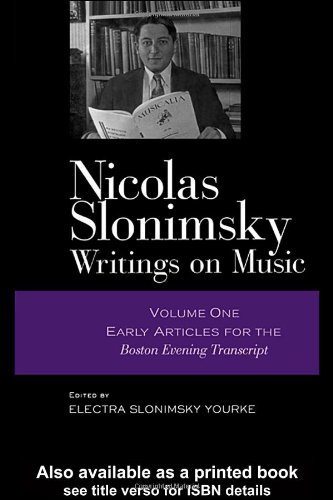 MUSICALIA
Nicolas
Slonimsky
Writings on Music
VOLUME ONE
EARLY ARTICLES FOR THE
Boston Evening Transcript
EDITED BY
ELECTRA SLONIMSKY YOURKE
Also available as a printed book
see title verso for ISBN details